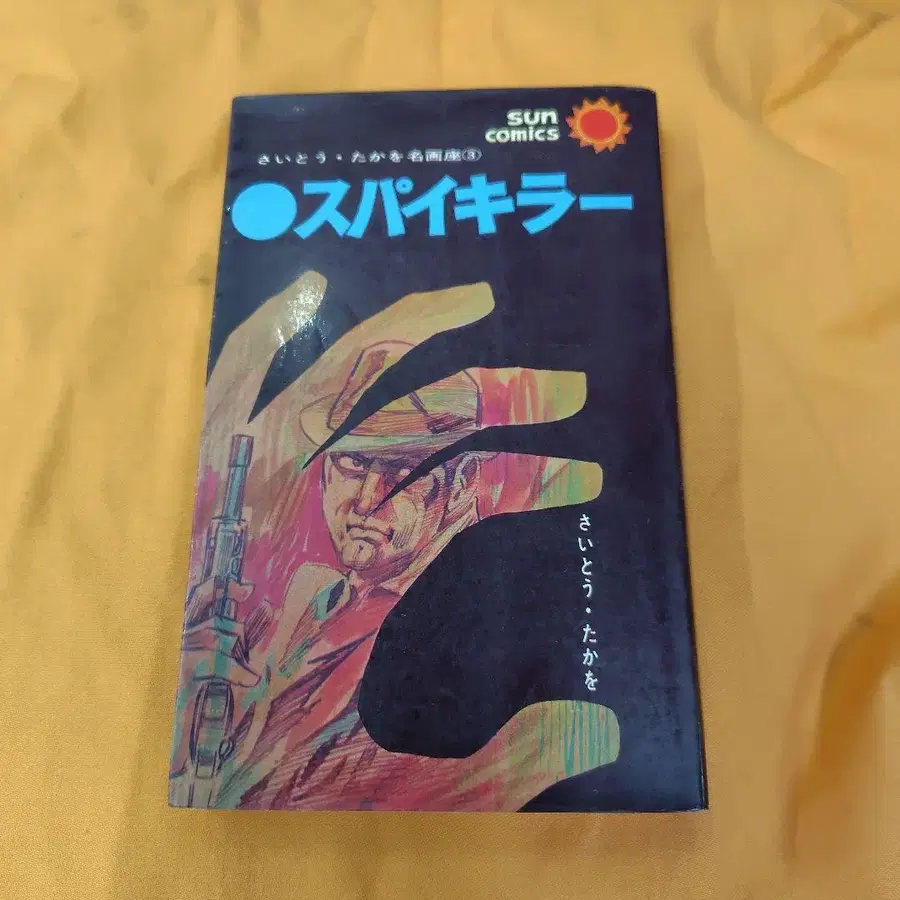 sun
comics
さいとう・たかを名画座③
●スパイキラー
さいとう・たかを